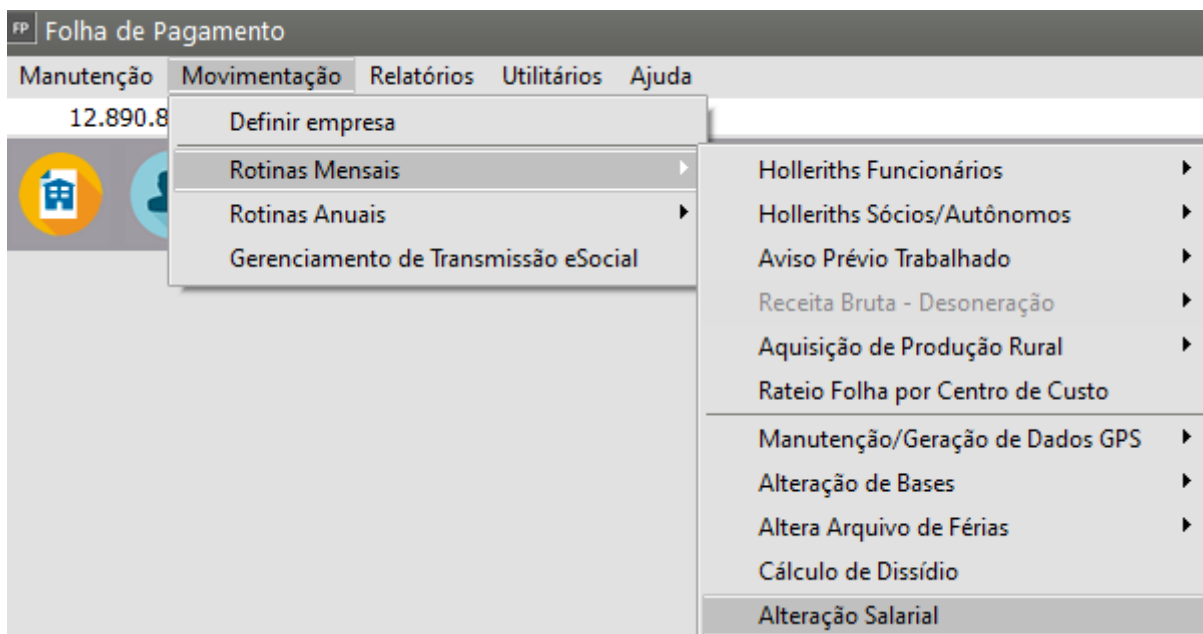 FP Folha de Pagamento
Manutenção Movimentação Relatórios Utilitários Ajuda
12.890.8
Definir empresa
Rotinas Mensais
Rotinas Anuais
Gerenciamento de Transmissão eSocial
Holleriths Funcionários
Holleriths Sócios/Autônomos
Aviso Prévio Trabalhado
Receita Bruta - Desoneração
Aquisição de Produção Rural
Rateio Folha por Centro de Custo
Manutenção/Geração de Dados GPS
Alteração de Bases
Altera Arquivo de Férias
Cálculo de Dissídio
Alteração Salarial